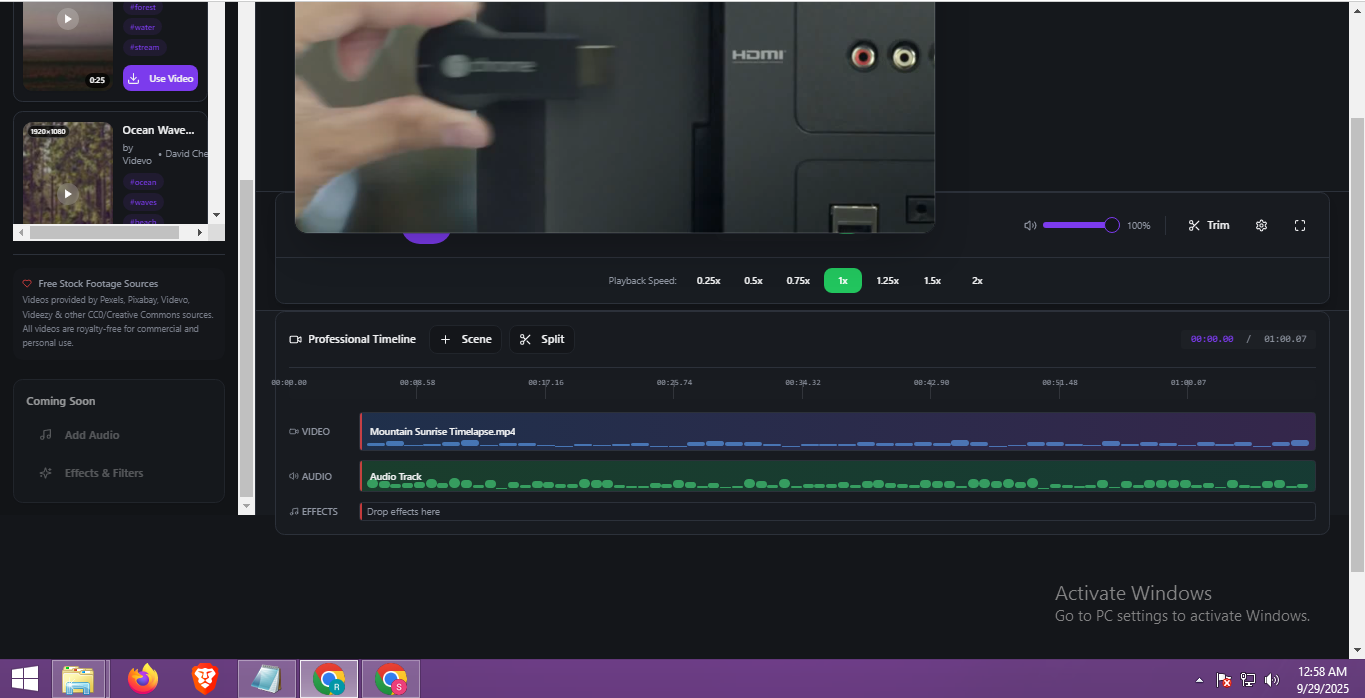 #forest
#water
#stream
0:25
Use Video
1920×1080
Ocean Wave...
by
Videvo
• David Che
#ocean
#waves
#beach
Free Stock Footage Sources
Videos provided by Pexels, Pixabay, Videvo,
Videezy & other CC0/Creative Commons sources.
All videos are royalty-free for commercial and
personal use.
Coming Soon
Add Audio
Effects & Filters
chrome
HDMI
100%
Trim
Playback Speed:
0.25x
0.5x
0.75x
1x
1.25x
1.5x
2x
Professional Timeline
Scene
Split
00:00.00 / 01:00.07
00:00.00
00:08.58
00:17.16
00:25.74
00:34.32
00:42.90
00:51.48
01:00.07
VIDEO
Mountain Sunrise Timelapse.mp4
AUDIO
Audio Track
EFFECTS
Drop effects here
Activate Windows
Go to PC settings to activate Windows.
R
S
12:58 AM
9/29/2025